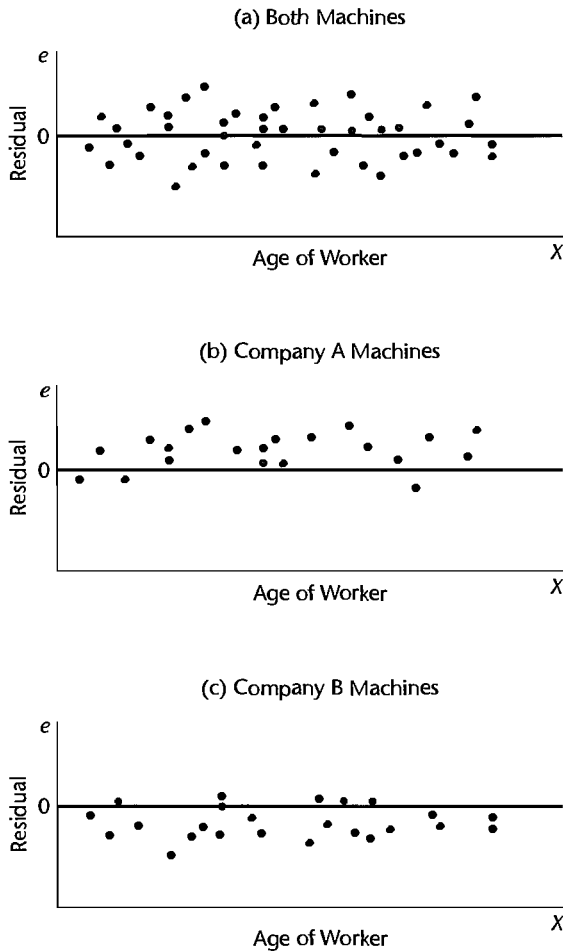 (a) Both Machines
e
Residual
0
X
Age of Worker
(b) Company A Machines
e
Residual
0
X
Age of Worker
(c) Company B Machines
e
Residual
0
X
Age of Worker